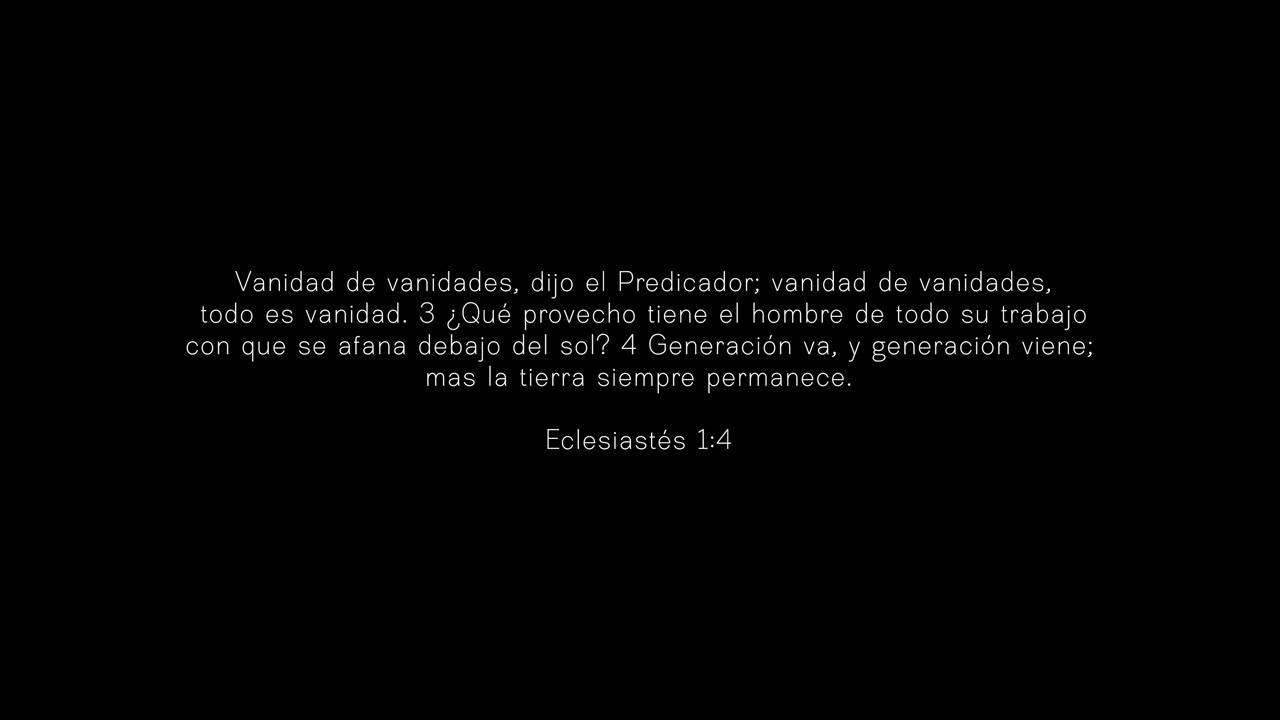 Vanidad de vanidades, dijo el Predicador; vanidad de vanidades,
todo es vanidad. 3 ¿Qué provecho tiene el hombre de todo su trabajo
con que se afana debajo del sol? 4 Generación va, y generación viene;
mas la tierra siempre permanece.
Eclesiastés 1:4